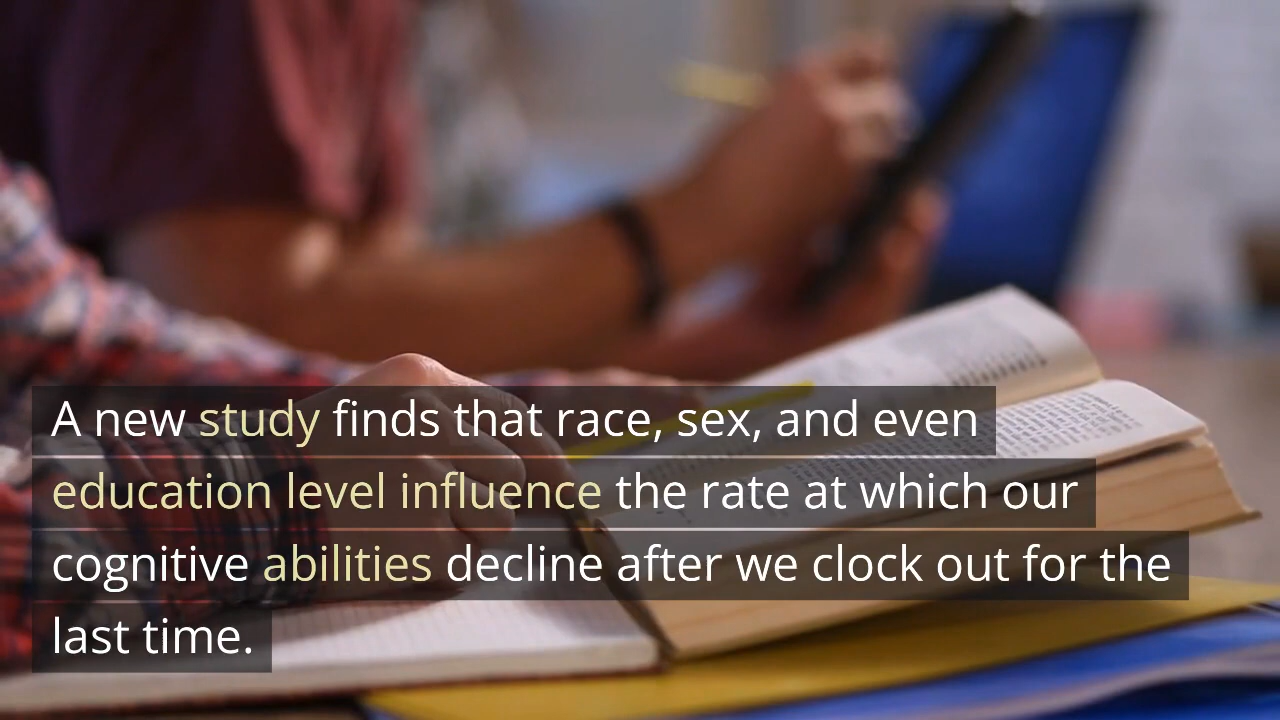 A new study finds that race, sex, and even
education level influence the rate at which our
cognitive abilities decline after we clock out for the
last time.